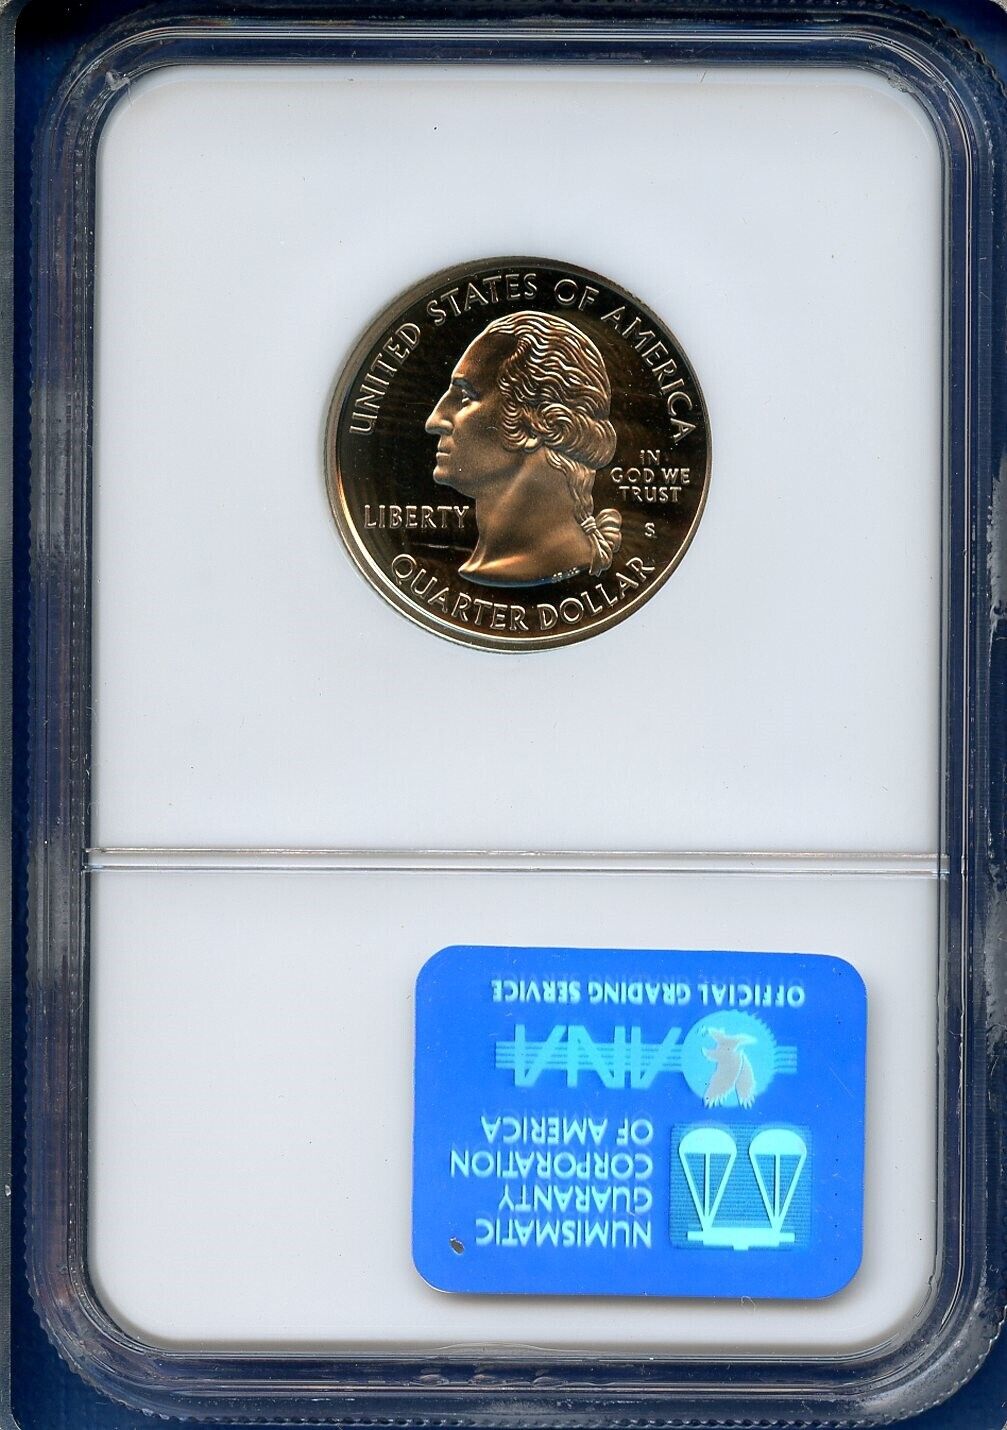 UNITED STATES OF AMERICA
LIBERTY
IN
GOD WE
TRUST
S
QUARTER DOLLAR
NUMISMATIC
GUARANTY
CORPORATION
OF AMERICA
ANA
OFFICIAL GRADING SERVICE